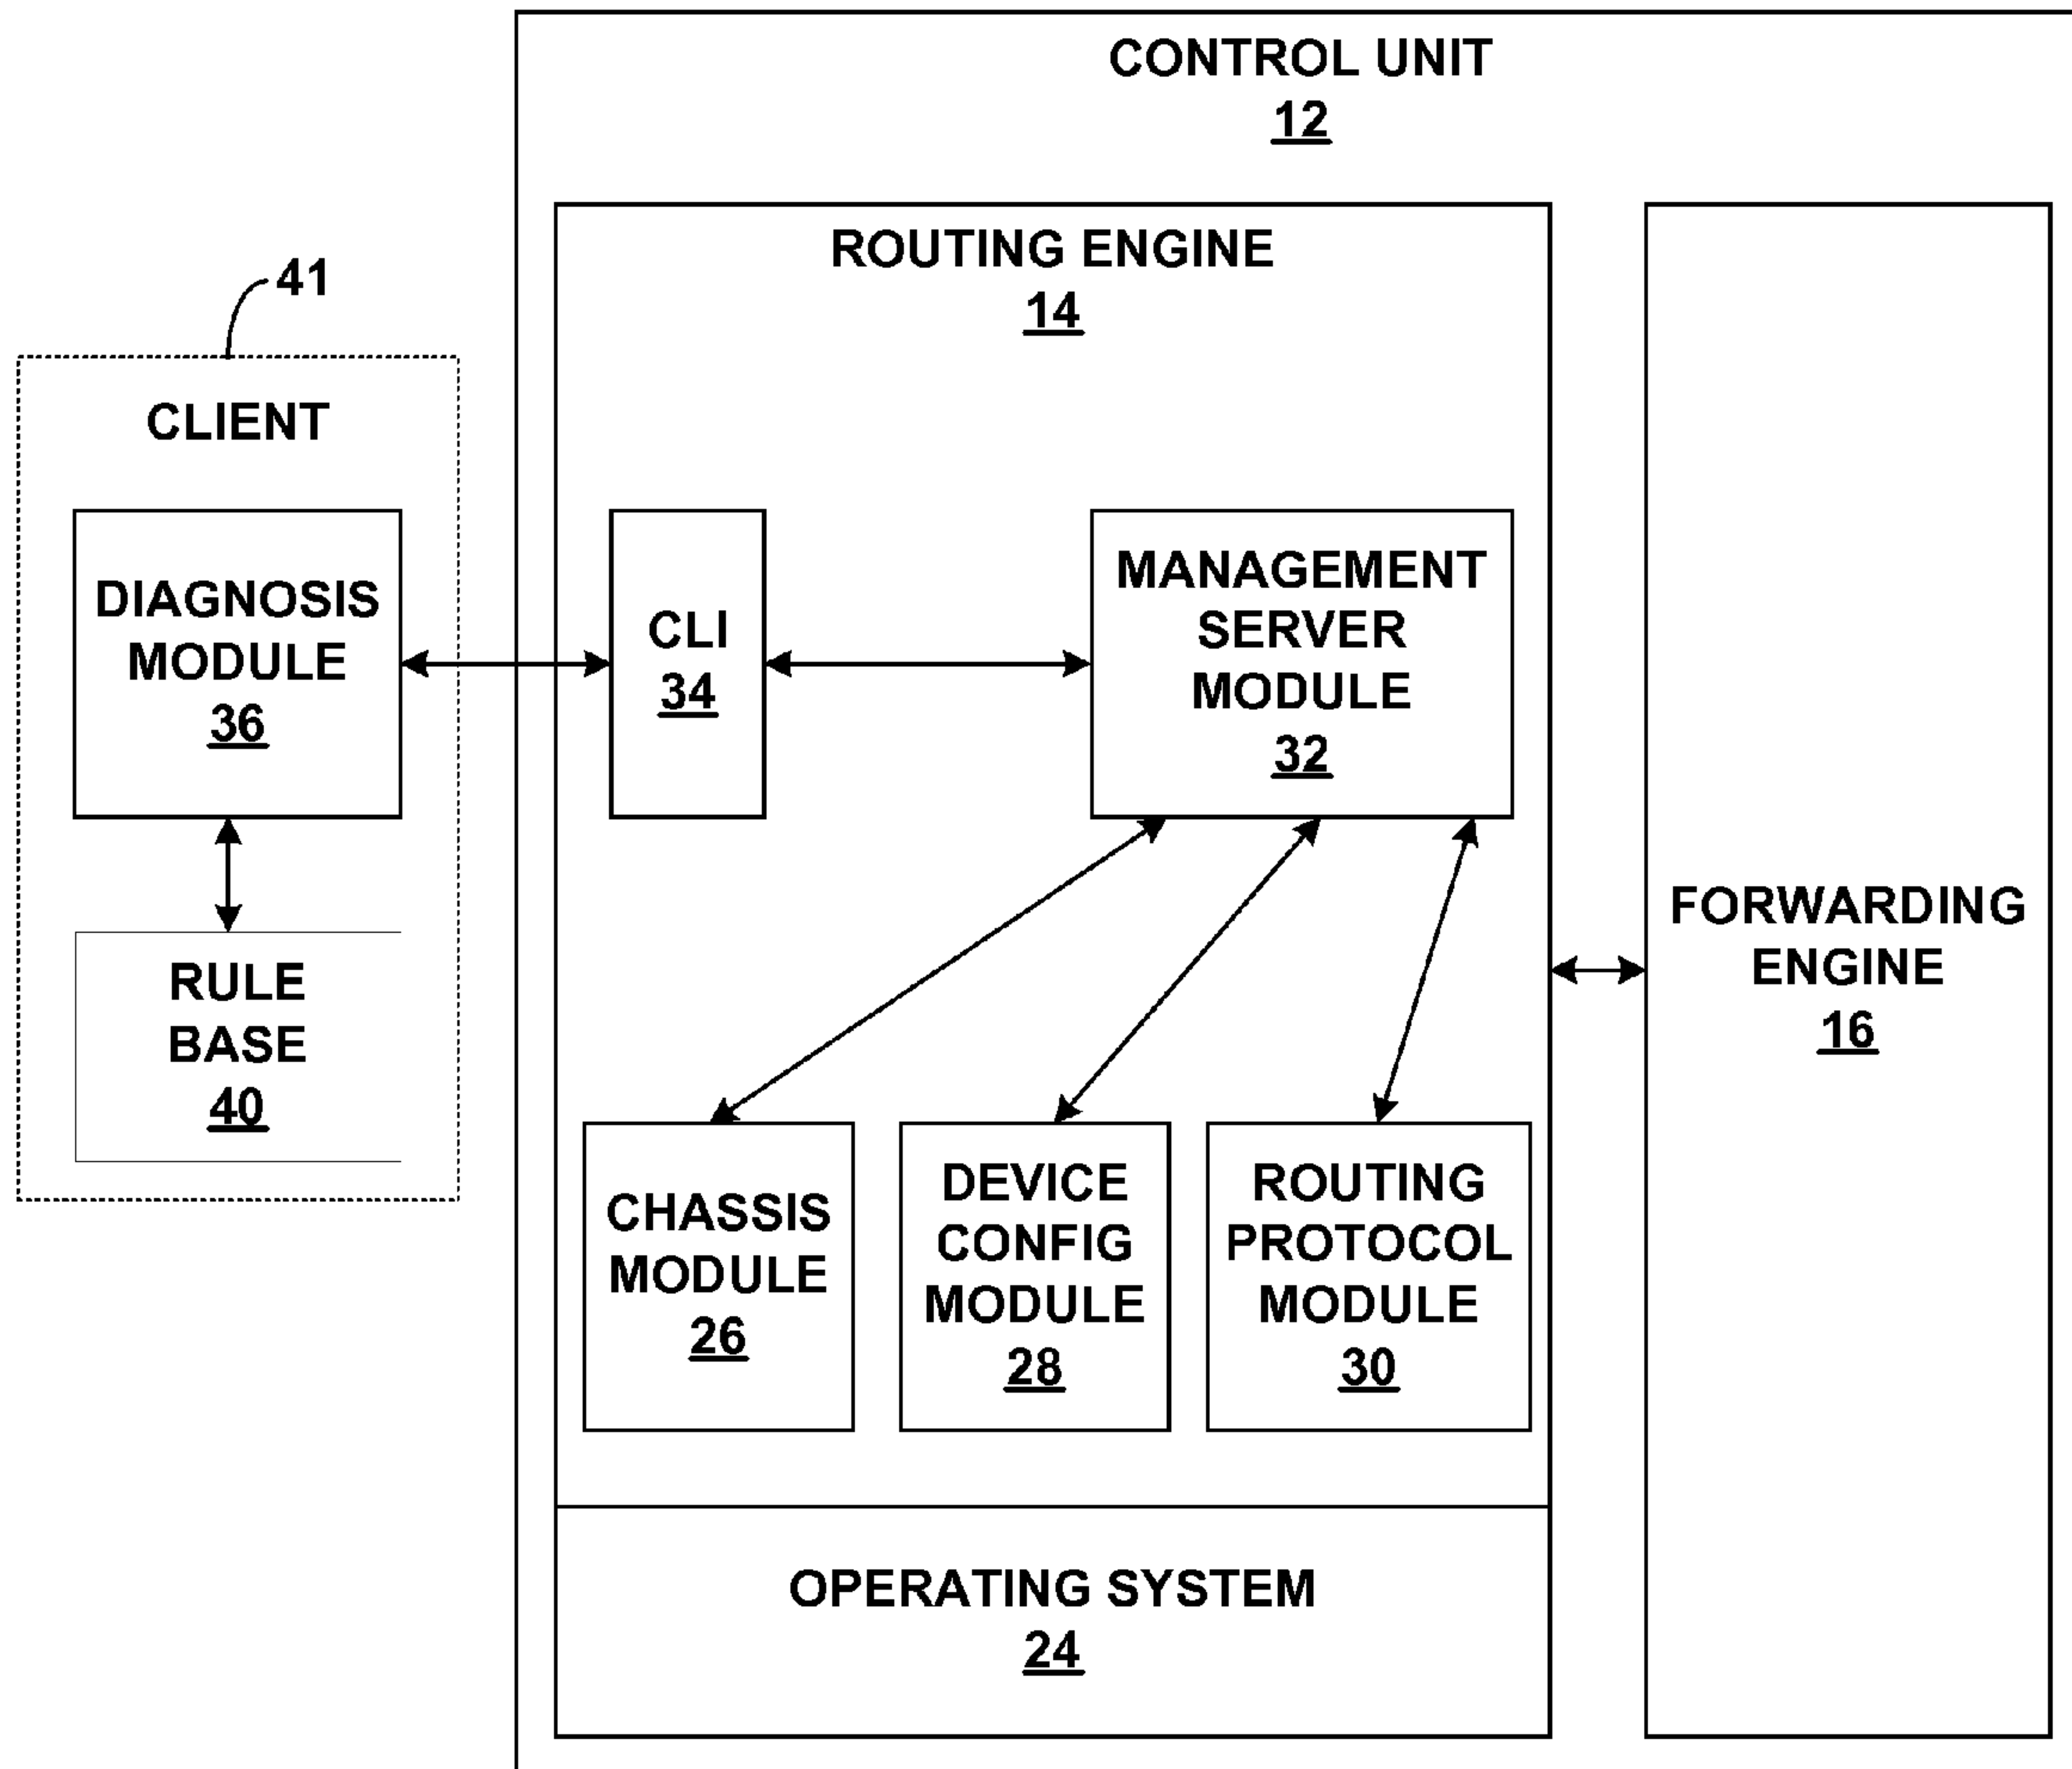 CONTROL UNIT
12
ROUTING ENGINE
14
41
CLIENT
DIAGNOSIS
MODULE
36
CLI
34
MANAGEMENT
SERVER
MODULE
32
RULE
BASE
40
FORWARDING
ENGINE
16
CHASSIS
MODULE
26
DEVICE
CONFIG
MODULE
28
ROUTING
PROTOCOL
MODULE
30
OPERATING SYSTEM
24